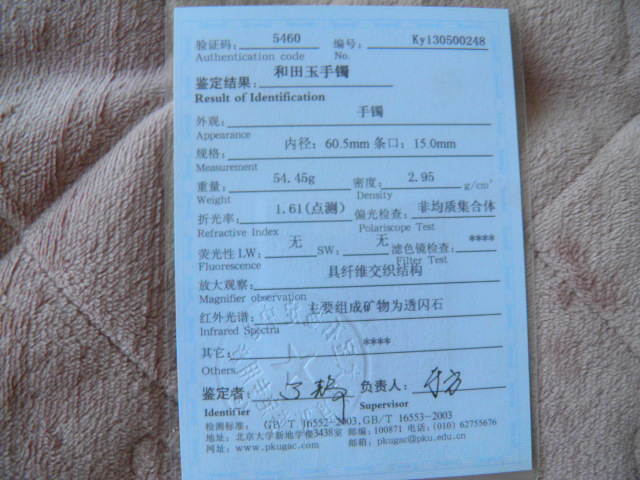 验证码: 5460 编号: Ky130500248
Authentication code No.
鉴定结果: 和田玉手镯
Result of Identification
外观: 手镯
Appearance
规格: 内径: 60.5mm 条口: 15.0mm
Measurement
重量: 54.45g 密度: 2.95 g/cm³
Weight Density
折光率: 1.61(点测) 偏光检查: 非均质集合体
Refractive Index Polariscope Test
荧光性 LW: 无 SW: 无 滤色镜检查: ****
Fluorescence Filter Test
放大观察: 具纤维交织结构
Magnifier observation
红外光谱: 主要组成矿物为透闪石
Infrared Spectra
其它: ****
Others
鉴定者: 负责人:
Identifier Supervisor
检测标准: GB/T 16552-2003,GB/T 16553-2003
地址: 北京大学新地学楼3438室 邮编:100871 电话:(010) 62755676
网址: www.pkugac.com 邮箱: pkugac@pku.edu.cn